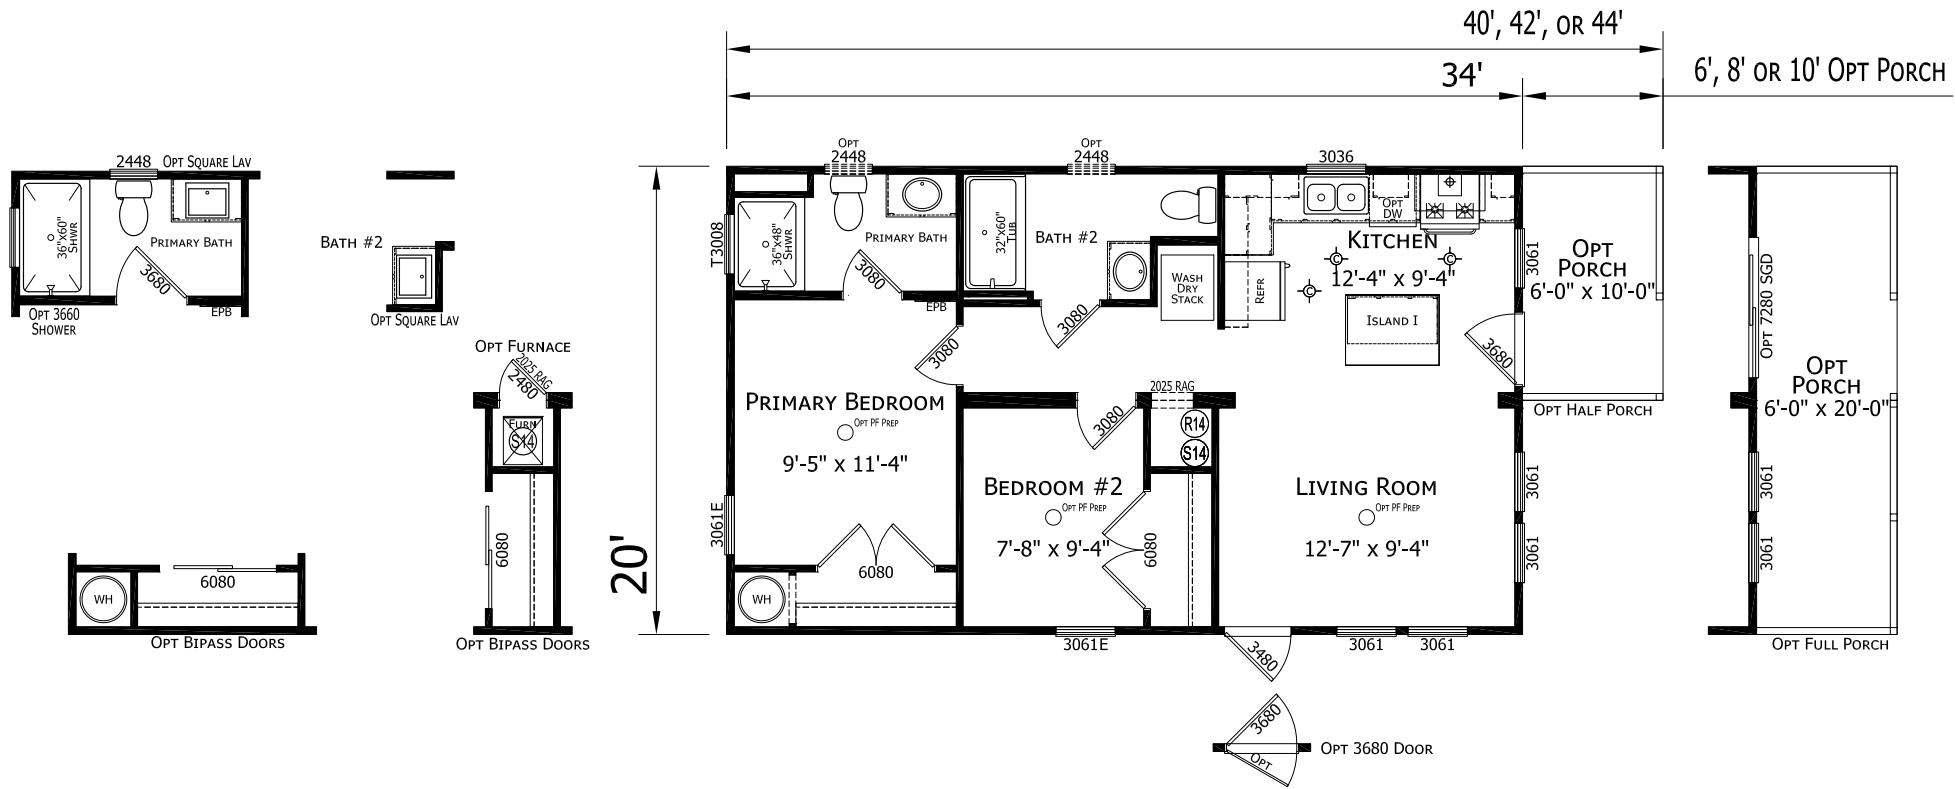 40', 42', OR 44'
34'
6', 8' OR 10' OPT PORCH
2448
OPT SQUARE LAV
36"x60"
SHWR
PRIMARY BATH
3680
OPT 3660
SHOWER
EPB
BATH #2
OPT SQUARE LAV
OPT FURNACE
2025 RAG
2480
FURN
S14
6080
OPT BIPASS DOORS
WH
6080
OPT BIPASS DOORS
20'
OPT
2448
OPT
2448
3036
T3008
36"x48"
SHWR
PRIMARY BATH
3080
EPB
32"x60"
TUB
BATH #2
3080
WASH
DRY
STACK
REFR
OPT
DW
KITCHEN
12'-4" X 9'-4"
ISLAND I
3061
3680
OPT
PORCH
6'-0" X 10'-0"
OPT HALF PORCH
3080
PRIMARY BEDROOM
OPT PF PREP
9'-5" X 11'-4"
3061E
WH
6080
2025 RAG
3080
R14
S14
BEDROOM #2
OPT PF PREP
7'-8" X 9'-4"
6080
3061E
LIVING ROOM
OPT PF PREP
12'-7" X 9'-4"
3061
3061
3061
3061
3480
3680
OPT
OPT 3680 DOOR
OPT 7280 SGD
OPT
PORCH
6'-0" X 20'-0"
3061
3061
OPT FULL PORCH